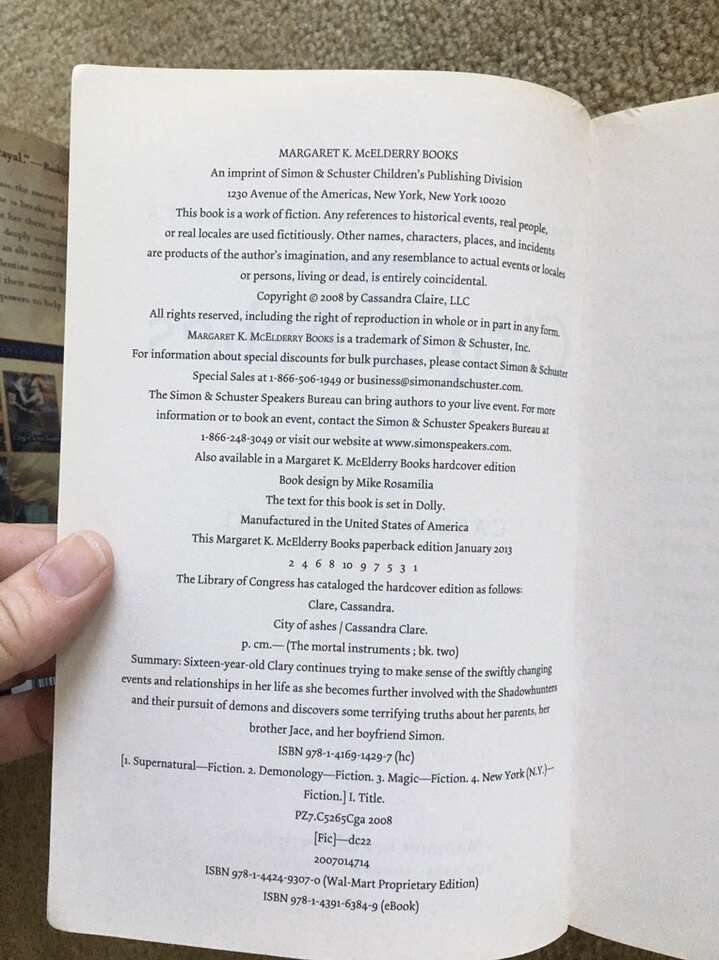 MARGARET K. McELDERRY BOOKS
An imprint of Simon & Schuster Children's Publishing Division
1230 Avenue of the Americas, New York, New York 10020
This book is a work of fiction. Any references to historical events, real people,
or real locales are used fictitiously. Other names, characters, places, and incidents
are products of the author's imagination, and any resemblance to actual events or locales
or persons, living or dead, is entirely coincidental.
Copyright © 2008 by Cassandra Claire, LLC
All rights reserved, including the right of reproduction in whole or in part in any form.
MARGARET K. MCELDERRY BOOKS is a trademark of Simon & Schuster, Inc.
For information about special discounts for bulk purchases, please contact Simon & Schuster
Special Sales at 1-866-506-1949 or business@simonandschuster.com.
The Simon & Schuster Speakers Bureau can bring authors to your live event. For more
information or to book an event, contact the Simon & Schuster Speakers Bureau at
1-866-248-3049 or visit our website at www.simonspeakers.com.
Also available in a Margaret K. McElderry Books hardcover edition
Book design by Mike Rosamilia
The text for this book is set in Dolly.
Manufactured in the United States of America
This Margaret K. McElderry Books paperback edition January 2013
2 4 6 8 10 9 7 5 3 1
The Library of Congress has cataloged the hardcover edition as follows:
Clare, Cassandra.
City of ashes / Cassandra Clare.
p. cm.— (The mortal instruments ; bk. two)
Summary: Sixteen-year-old Clary continues trying to make sense of the swiftly changing
events and relationships in her life as she becomes further involved with the Shadowhunters
and their pursuit of demons and discovers some terrifying truths about her parents, her
brother Jace, and her boyfriend Simon.
ISBN 978-1-4169-1429-7 (hc)
[1. Supernatural—Fiction. 2. Demonology—Fiction. 3. Magic—Fiction. 4. New York (N.Y.)—
Fiction.] I. Title.
PZ7.C5265Cga 2008
[Fic]—dc22
2007014714
ISBN 978-1-4424-9307-0 (Wal-Mart Proprietary Edition)
ISBN 978-1-4391-6384-9 (eBook)